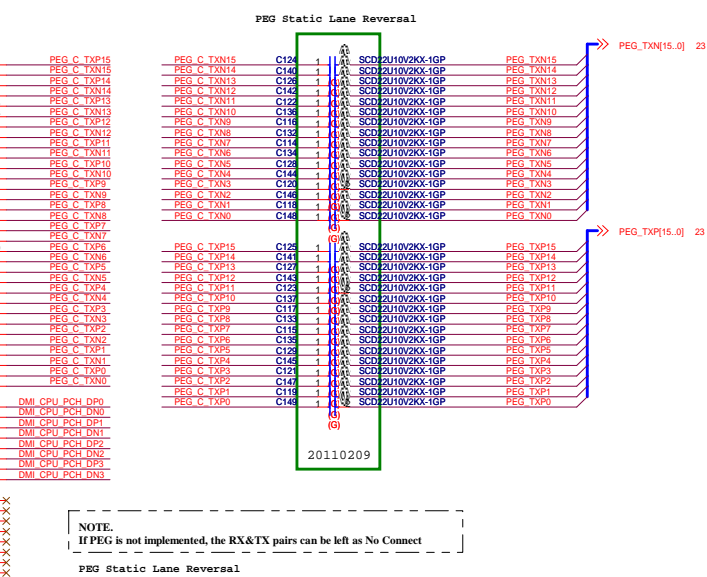 PEG Static Lane Reversal
PEG_TXN[15..0] 23
PEG_C_TXP15 PEG_C_TXN15 C124 1 SCD22U10V2KX-1GP PEG_TXN15
PEG_C_TXN15 PEG_C_TXN14 C140 1 SCD22U10V2KX-1GP PEG_TXN14
PEG_C_TXP14 PEG_C_TXN13 C126 1 SCD22U10V2KX-1GP PEG_TXN13
PEG_C_TXN14 PEG_C_TXN12 C142 1 SCD22U10V2KX-1GP PEG_TXN12
PEG_C_TXP13 PEG_C_TXN11 C122 1 SCD22U10V2KX-1GP PEG_TXN11
PEG_C_TXN13 PEG_C_TXN10 C136 1 SCD22U10V2KX-1GP PEG_TXN10
PEG_C_TXP12 PEG_C_TXN9 C116 1 SCD22U10V2KX-1GP PEG_TXN9
PEG_C_TXN12 PEG_C_TXN8 C132 1 SCD22U10V2KX-1GP PEG_TXN8
PEG_C_TXP11 PEG_C_TXN7 C114 1 SCD22U10V2KX-1GP PEG_TXN7
PEG_C_TXN11 PEG_C_TXN6 C134 1 SCD22U10V2KX-1GP PEG_TXN6
PEG_C_TXP10 PEG_C_TXN5 C128 1 SCD22U10V2KX-1GP PEG_TXN5
PEG_C_TXN10 PEG_C_TXN4 C144 1 SCD22U10V2KX-1GP PEG_TXN4
PEG_C_TXP9 PEG_C_TXN3 C120 1 SCD22U10V2KX-1GP PEG_TXN3
PEG_C_TXN9 PEG_C_TXN2 C146 1 SCD22U10V2KX-1GP PEG_TXN2
PEG_C_TXP8 PEG_C_TXN1 C118 1 SCD22U10V2KX-1GP PEG_TXN1
PEG_C_TXN8 PEG_C_TXN0 C148 1 SCD22U10V2KX-1GP PEG_TXN0
PEG_C_TXP7 (G)
PEG_TXP[15..0] 23
PEG_C_TXN7 (G)
PEG_C_TXP6 PEG_C_TXP15 C125 1 SCD22U10V2KX-1GP PEG_TXP15
PEG_C_TXN6 PEG_C_TXP14 C141 1 SCD22U10V2KX-1GP PEG_TXP14
PEG_C_TXP5 PEG_C_TXP13 C127 1 SCD22U10V2KX-1GP PEG_TXP13
PEG_C_TXN5 PEG_C_TXP12 C143 1 SCD22U10V2KX-1GP PEG_TXP12
PEG_C_TXP4 PEG_C_TXP11 C123 1 SCD22U10V2KX-1GP PEG_TXP11
PEG_C_TXN4 PEG_C_TXP10 C137 1 SCD22U10V2KX-1GP PEG_TXP10
PEG_C_TXP3 PEG_C_TXP9 C117 1 SCD22U10V2KX-1GP PEG_TXP9
PEG_C_TXN3 PEG_C_TXP8 C133 1 SCD22U10V2KX-1GP PEG_TXP8
PEG_C_TXP2 PEG_C_TXP7 C115 1 SCD22U10V2KX-1GP PEG_TXP7
PEG_C_TXN2 PEG_C_TXP6 C135 1 SCD22U10V2KX-1GP PEG_TXP6
PEG_C_TXP1 PEG_C_TXP5 C129 1 SCD22U10V2KX-1GP PEG_TXP5
PEG_C_TXN1 PEG_C_TXP4 C145 1 SCD22U10V2KX-1GP PEG_TXP4
PEG_C_TXP0 PEG_C_TXP3 C121 1 SCD22U10V2KX-1GP PEG_TXP3
PEG_C_TXN0 PEG_C_TXP2 C147 1 SCD22U10V2KX-1GP PEG_TXP2
PEG_C_TXP1 C119 1 SCD22U10V2KX-1GP PEG_TXP1
DMI_CPU_PCH_DP0 PEG_C_TXP0 C149 1 SCD22U10V2KX-1GP PEG_TXP0
DMI_CPU_PCH_DN0 (G)
DMI_CPU_PCH_DP1 (G)
DMI_CPU_PCH_DN1
DMI_CPU_PCH_DP2
DMI_CPU_PCH_DN2 20110209
DMI_CPU_PCH_DP3
DMI_CPU_PCH_DN3
NOTE.
If PEG is not implemented, the RX&TX pairs can be left as No Connect
PEG Static Lane Reversal